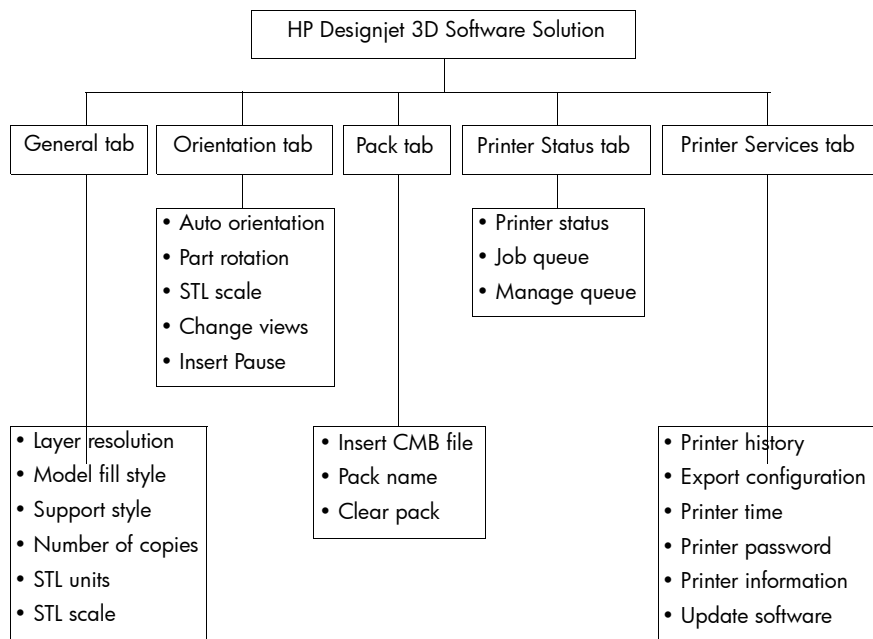 HP Designjet 3D Software Solution
General tab
Orientation tab
Pack tab
Printer Status tab
Printer Services tab
• Auto orientation
• Part rotation
• STL scale
• Change views
• Insert Pause
• Printer status
• Job queue
• Manage queue
• Layer resolution
• Model fill style
• Support style
• Number of copies
• STL units
• STL scale
• Insert CMB file
• Pack name
• Clear pack
• Printer history
• Export configuration
• Printer time
• Printer password
• Printer information
• Update software